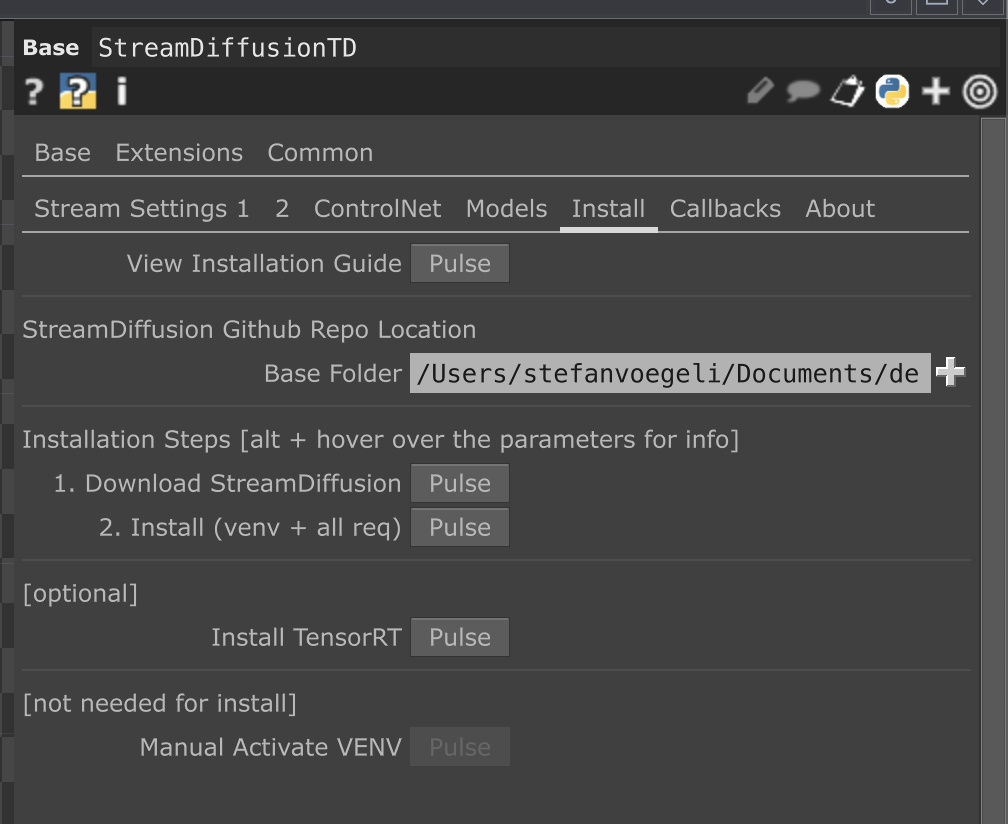 Base StreamDiffusionTD
? ? i
Base Extensions Common
Stream Settings 1 2 ControlNet Models Install Callbacks About
View Installation Guide Pulse
StreamDiffusion Github Repo Location
Base Folder /Users/stefanvoegeli/Documents/de
Installation Steps [alt + hover over the parameters for info]
1. Download StreamDiffusion Pulse
2. Install (venv + all req) Pulse
[optional]
Install TensorRT Pulse
[not needed for install]
Manual Activate VENV Pulse